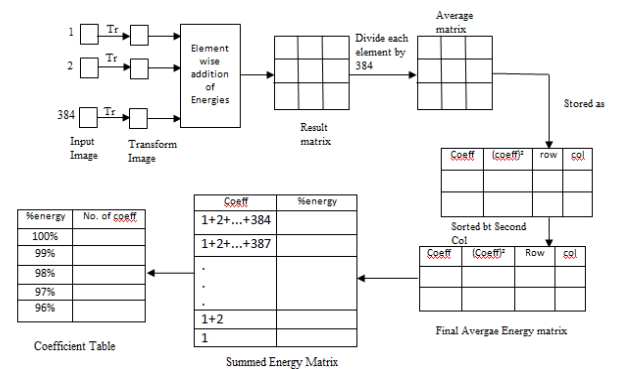 1 Tr
2 Tr
384 Tr
Input
Image
Transform
Image
Element
wise
addition
of
Energies
Result
matrix
Divide each
element by
384
Average
matrix
Stored as
Coeff (coeff)² row col
Sorted bt Second
Col
Coeff (Coeff)² Row col
Final Avergae Energy matrix
Coeff %energy
1+2+...+384
1+2+...+387
.
.
.
1+2
1
Summed Energy Matrix
%energy No. of coeff
100%
99%
98%
97%
96%
Coefficient Table